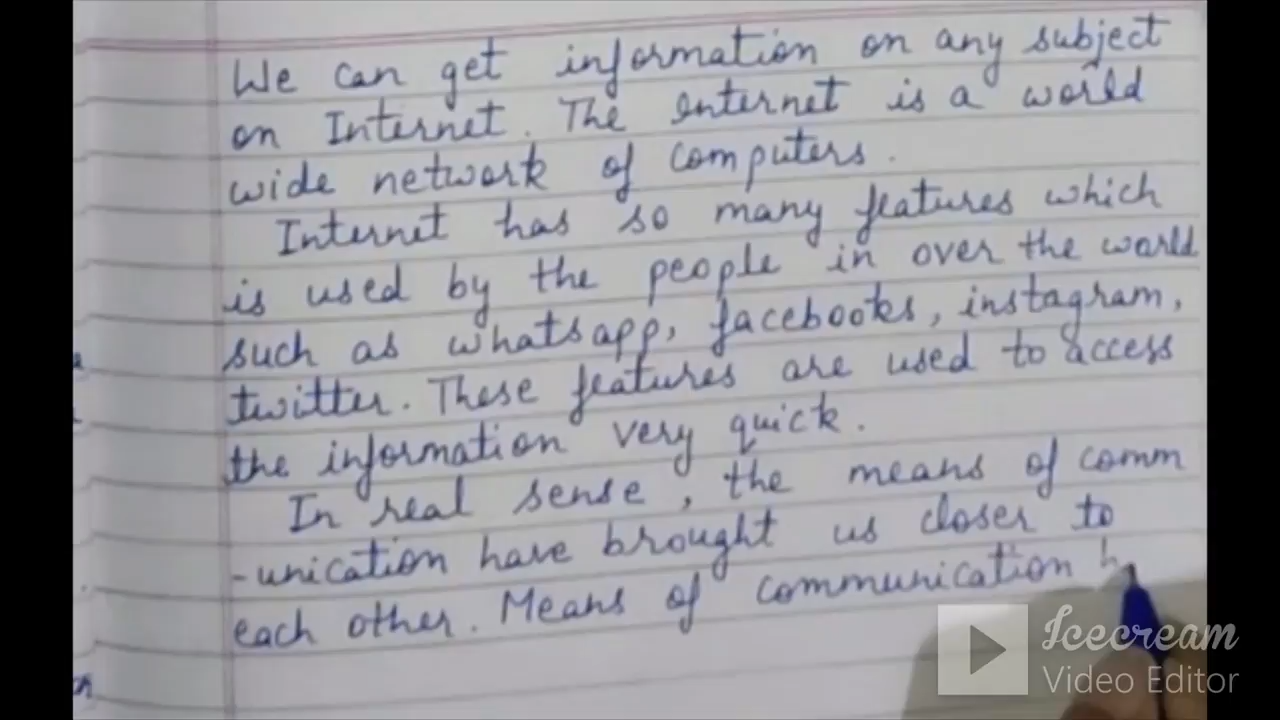 We can get information on any subject
on Internet. The Internet is a world
wide network of computers.
Internet has so many features which
is used by the people in over the world
such as whatsapp, facebooks, instagram,
twitter. These features are used to access
the information very quick.
In real sense, the means of comm
-unication have brought us closer to
each other. Means of communication h
Icecream
Video Editor